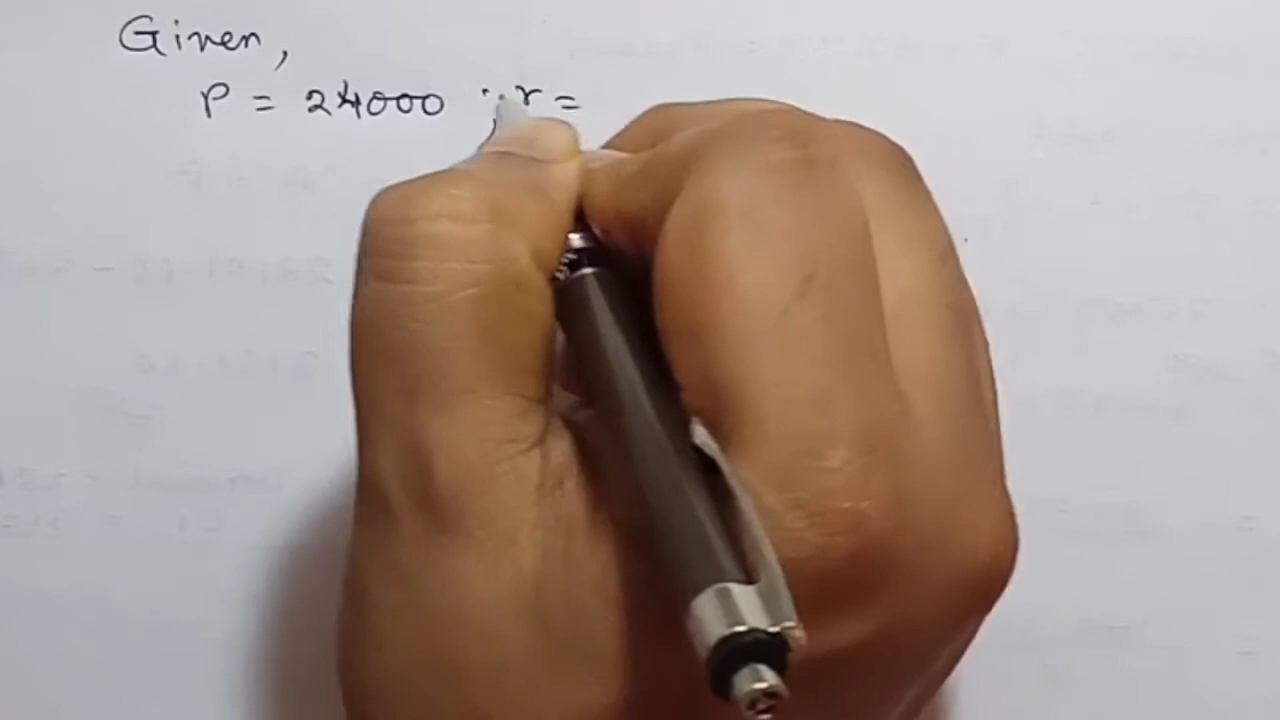 Given,
P = 24000 ; r =